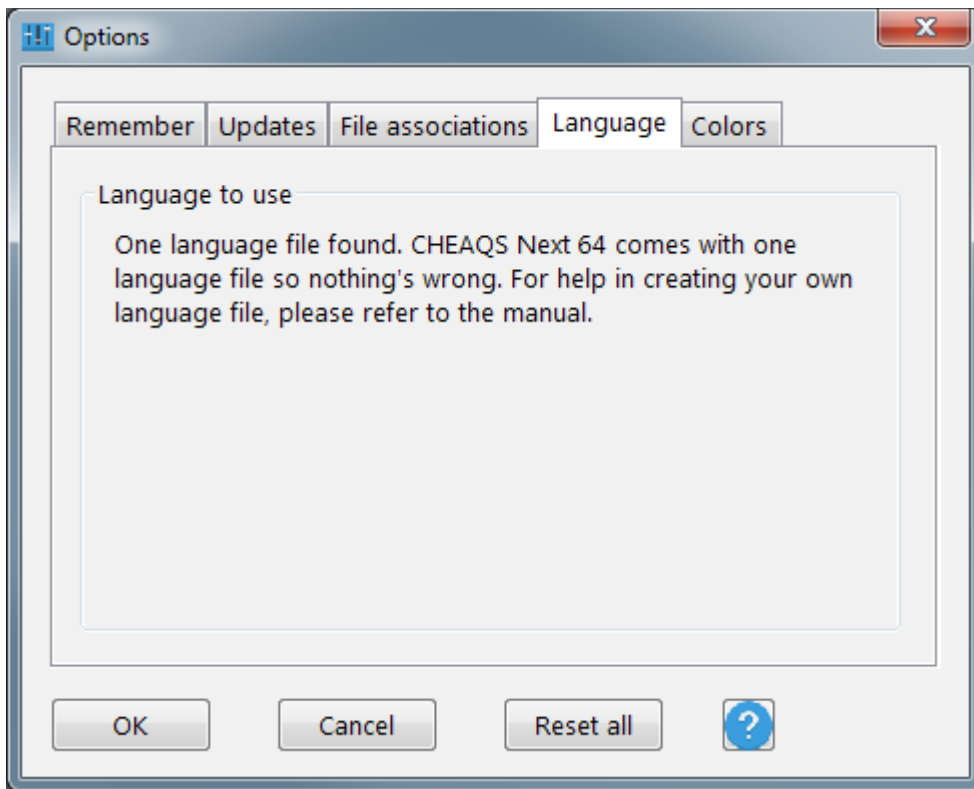 Options
Remember Updates File associations Language Colors
Language to use
One language file found. CHEAQS Next 64 comes with one
language file so nothing's wrong. For help in creating your own
language file, please refer to the manual.
OK Cancel Reset all ?